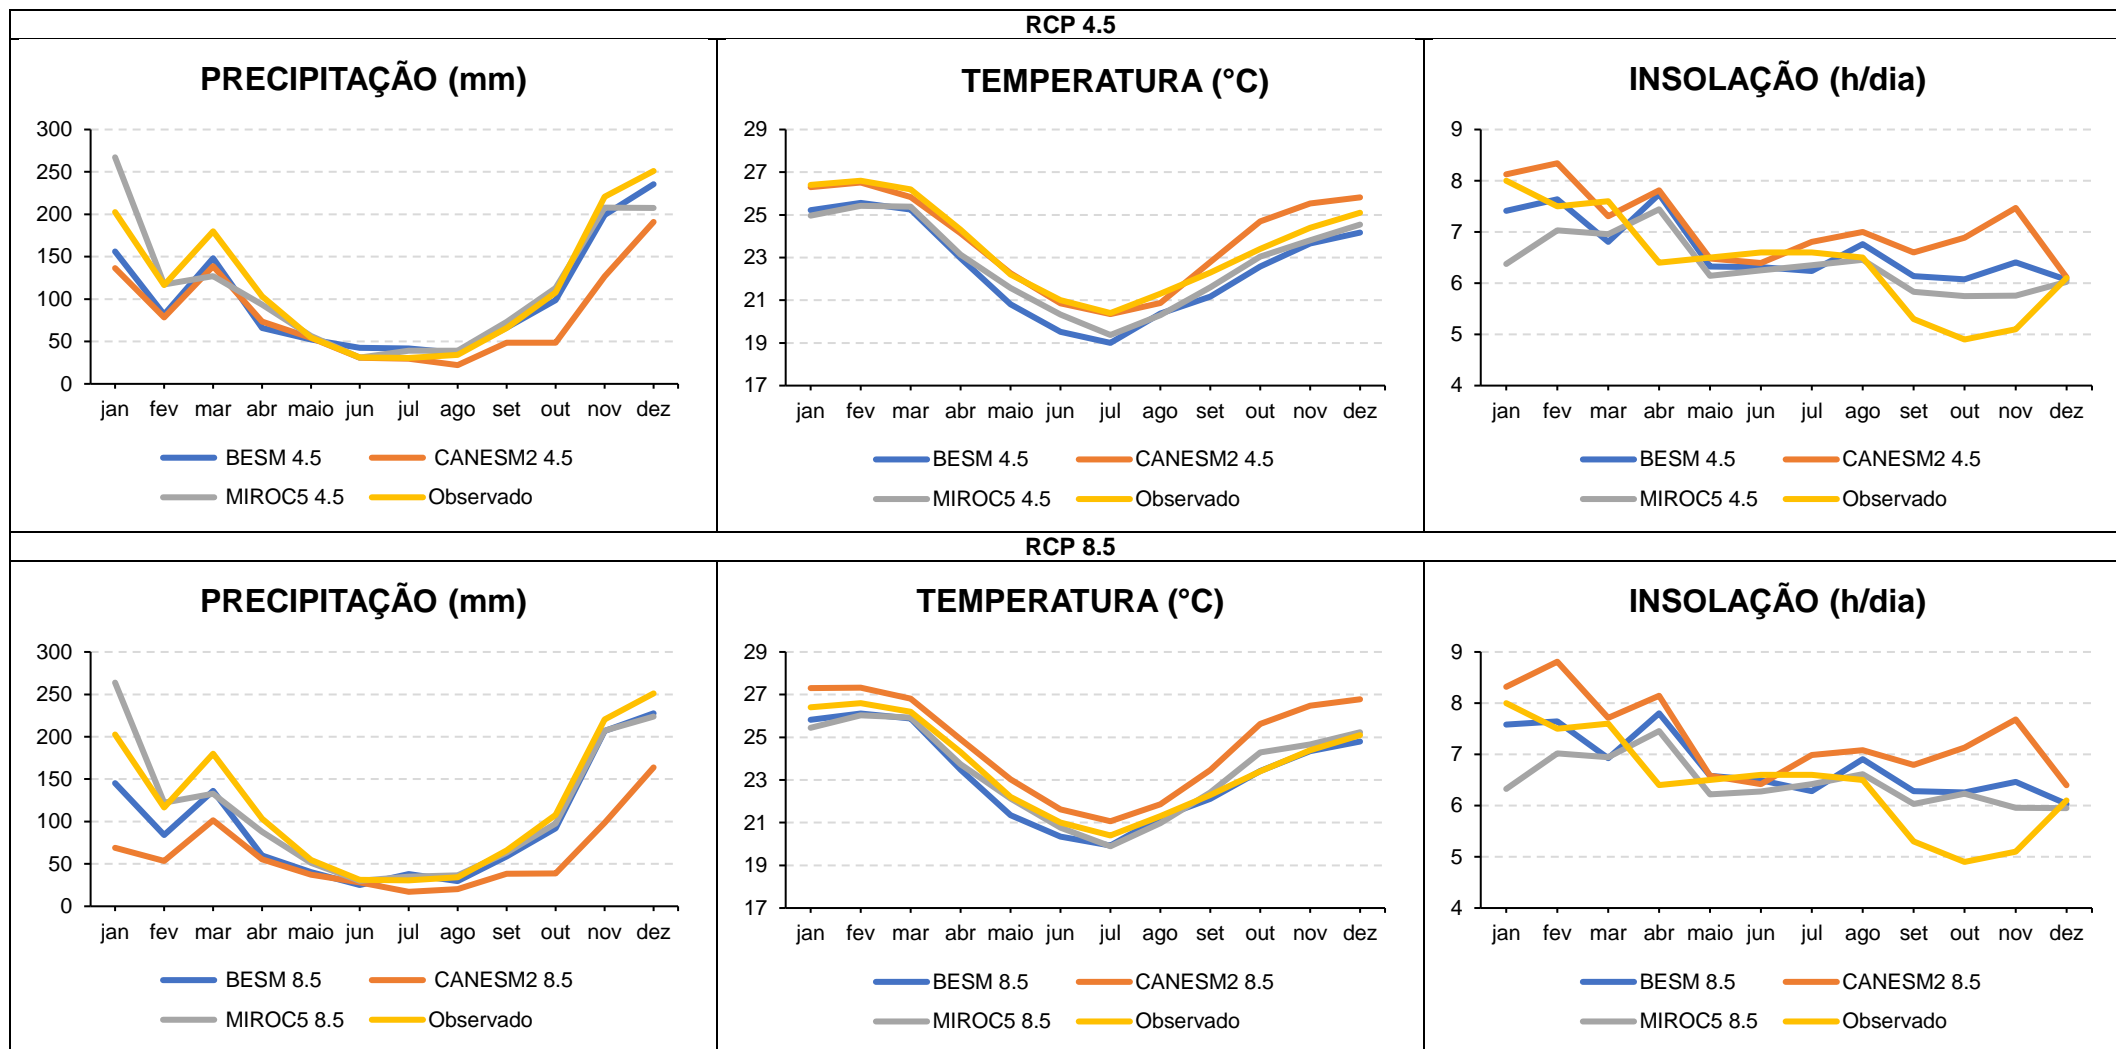 RCP 4.5
PRECIPITAÇÃO (mm)
300
250
200
150
100
50
0
jan fev mar abr maio jun jul ago set out nov dez
BESM 4.5 CANESM2 4.5
MIROC5 4.5 Observado
TEMPERATURA (°C)
29
27
25
23
21
19
17
jan fev mar abr maio jun jul ago set out nov dez
BESM 4.5 CANESM2 4.5
MIROC5 4.5 Observado
INSOLAÇÃO (h/dia)
9
8
7
6
5
4
jan fev mar abr maio jun jul ago set out nov dez
BESM 4.5 CANESM2 4.5
MIROC5 4.5 Observado
RCP 8.5
PRECIPITAÇÃO (mm)
300
250
200
150
100
50
0
jan fev mar abr maio jun jul ago set out nov dez
BESM 8.5 CANESM2 8.5
MIROC5 8.5 Observado
TEMPERATURA (°C)
29
27
25
23
21
19
17
jan fev mar abr maio jun jul ago set out nov dez
BESM 8.5 CANESM2 8.5
MIROC5 8.5 Observado
INSOLAÇÃO (h/dia)
9
8
7
6
5
4
jan fev mar abr maio jun jul ago set out nov dez
BESM 8.5 CANESM2 8.5
MIROC5 8.5 Observado